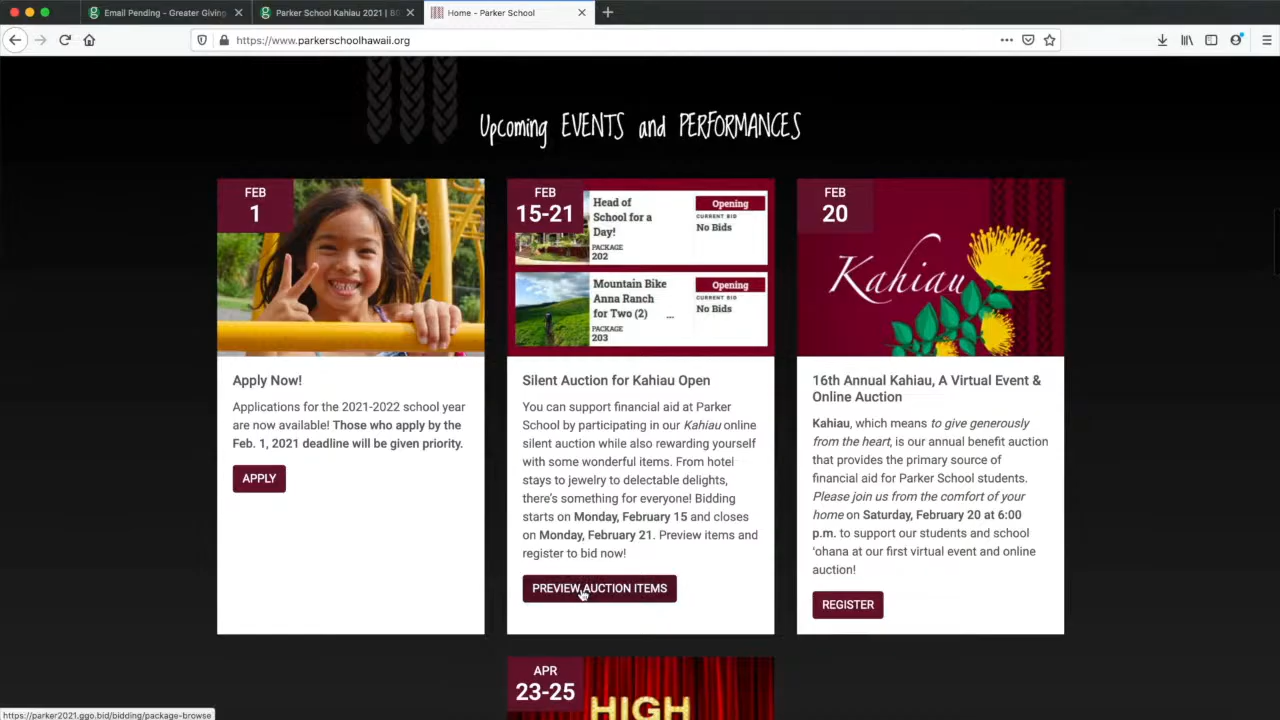 Email Pending - Greater Giving
Parker School Kahiau 2021 | B
Home - Parker School
https://www.parkerschoolhawaii.org
Upcoming EVENTS and PERFORMANCES
FEB
1
Apply Now!
Applications for the 2021-2022 school year
are now available! Those who apply by the
Feb. 1, 2021 deadline will be given priority.
APPLY
FEB
15-21
Head of
School for a
Day!
PACKAGE
202
Opening
CURRENT BID
No Bids
Mountain Bike
Anna Ranch
for Two (2) ...
PACKAGE
203
Opening
CURRENT BID
No Bids
Silent Auction for Kahiau Open
You can support financial aid at Parker
School by participating in our Kahiau online
silent auction while also rewarding yourself
with some wonderful items. From hotel
stays to jewelry to delectable delights,
there's something for everyone! Bidding
starts on Monday, February 15 and closes
on Monday, February 21. Preview items and
register to bid now!
PREVIEW AUCTION ITEMS
FEB
20
Kahiau
16th Annual Kahiau, A Virtual Event &
Online Auction
Kahiau, which means to give generously
from the heart, is our annual benefit auction
that provides the primary source of
financial aid for Parker School students.
Please join us from the comfort of your
home on Saturday, February 20 at 6:00
p.m. to support our students and school
'ohana at our first virtual event and online
auction!
REGISTER
APR
23-25
HIGH
https://parker2021.ggo.bid/bidding/package-browse